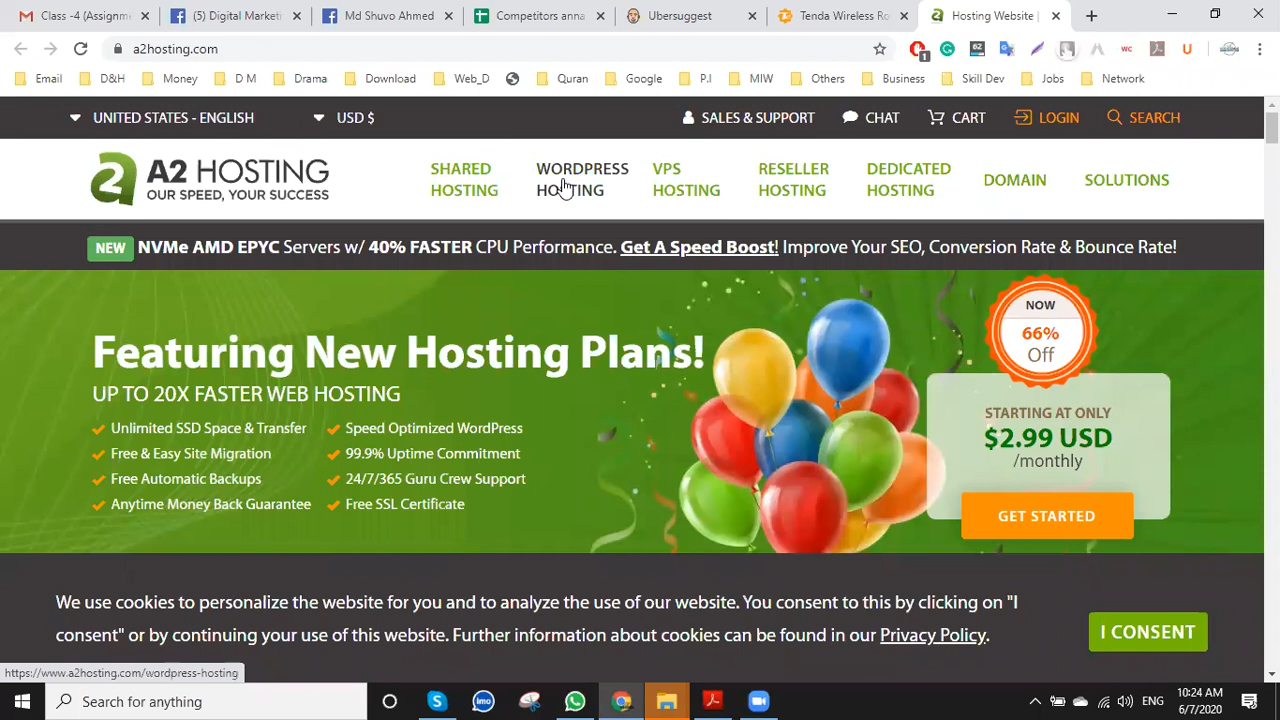 Class -4 (Assignm
(5) Digital Marketi
Md Shuvo Ahmed
Competitors anna
Ubersuggest
Tenda Wireless Ro
Hosting Website |
a2hosting.com
Email
D&H
Money
D M
Drama
Download
Web_D
Quran
Google
P.I
MIW
Others
Business
Skill Dev
Jobs
Network
UNITED STATES - ENGLISH
USD $
SALES & SUPPORT
CHAT
CART
LOGIN
SEARCH
A2 HOSTING
OUR SPEED, YOUR SUCCESS
SHARED
HOSTING
WORDPRESS
HOSTING
VPS
HOSTING
RESELLER
HOSTING
DEDICATED
HOSTING
DOMAIN
SOLUTIONS
NEW NVMe AMD EPYC Servers w/ 40% FASTER CPU Performance. Get A Speed Boost! Improve Your SEO, Conversion Rate & Bounce Rate!
Featuring New Hosting Plans!
UP TO 20X FASTER WEB HOSTING
Unlimited SSD Space & Transfer
Free & Easy Site Migration
Free Automatic Backups
Anytime Money Back Guarantee
Speed Optimized WordPress
99.9% Uptime Commitment
24/7/365 Guru Crew Support
Free SSL Certificate
NOW
66%
Off
STARTING AT ONLY
$2.99 USD
/monthly
GET STARTED
We use cookies to personalize the website for you and to analyze the use of our website. You consent to this by clicking on "I
consent" or by continuing your use of this website. Further information about cookies can be found in our Privacy Policy.
I CONSENT
https://www.a2hosting.com/wordpress-hosting
Search for anything
ENG
10:24 AM
6/7/2020